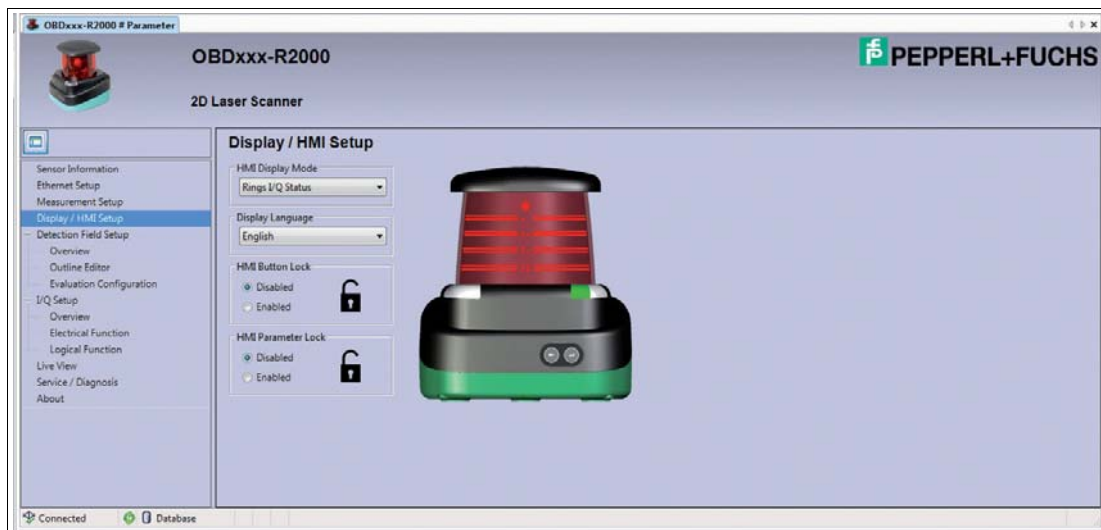 OBDxxx-R2000 # Parameter
OBDxxx-R2000
2D Laser Scanner
PEPPERL+FUCHS
Sensor Information
Ethernet Setup
Measurement Setup
Display / HMI Setup
Detection Field Setup
Overview
Outline Editor
Evaluation Configuration
I/Q Setup
Overview
Electrical Function
Logical Function
Live View
Service / Diagnosis
About
Display / HMI Setup
HMI Display Mode
Rings I/Q Status
Display Language
English
HMI Button Lock
Disabled
Enabled
HMI Parameter Lock
Disabled
Enabled
Connected
Database